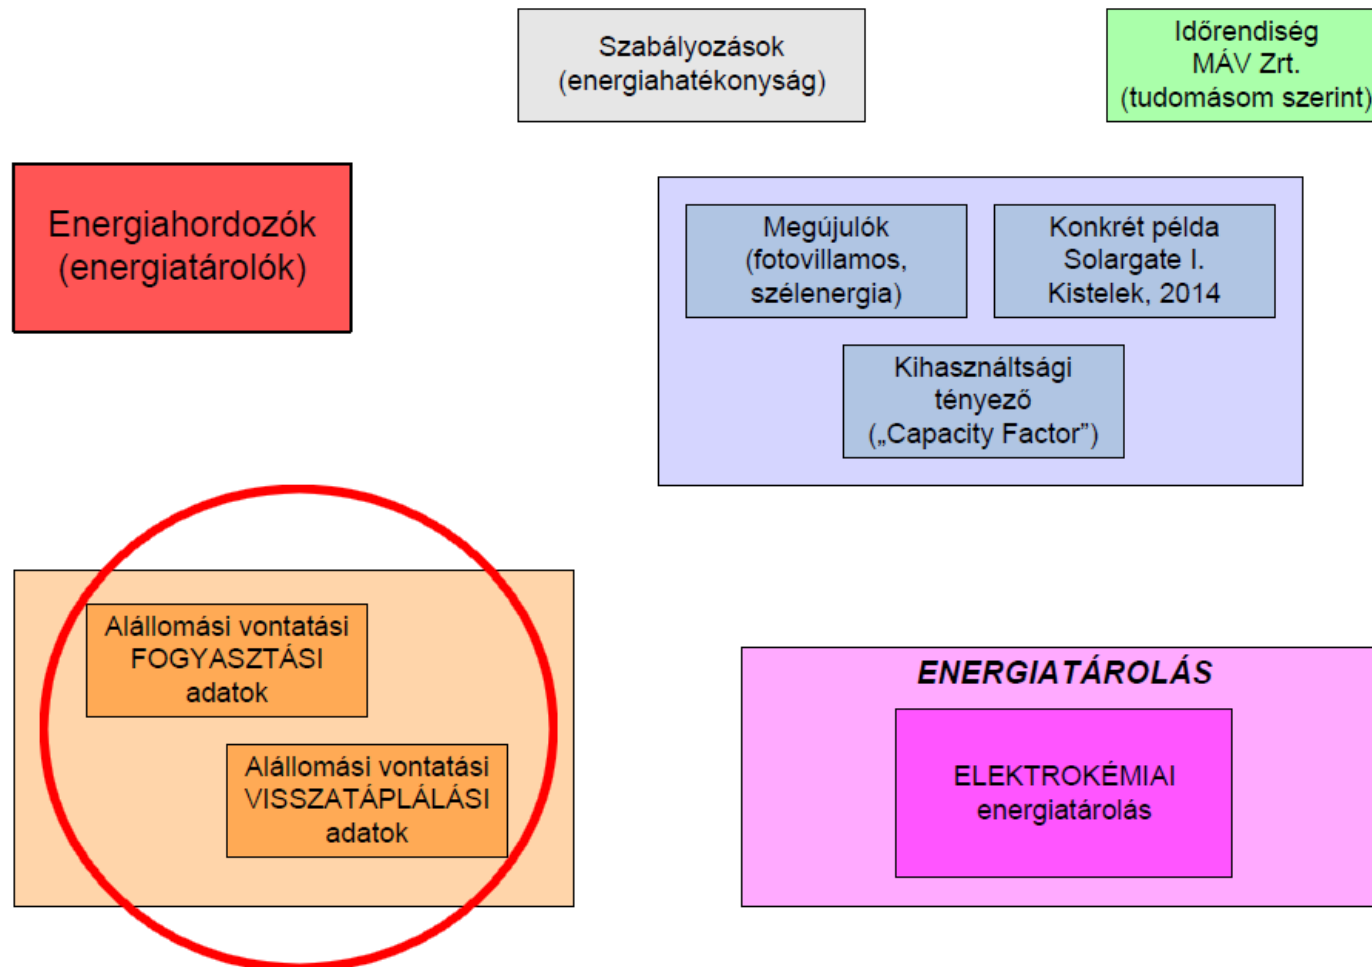 Szabályozások
(energiahatékonyság)
Időrendiség
MÁV Zrt.
(tudomásom szerint)
Energiahordozók
(energiatárolók)
Megújulók
(fotovillamos,
szélenergia)
Konkrét példa
Solargate I.
Kistelek, 2014
Kihasználtsági
tényező
(„Capacity Factor”)
Alállomási vontatási
FOGYASZTÁSI
adatok
Alállomási vontatási
VISSZATÁPLÁLÁSI
adatok
ENERGIATÁROLÁS
ELEKTROKÉMIAI
energiatárolás